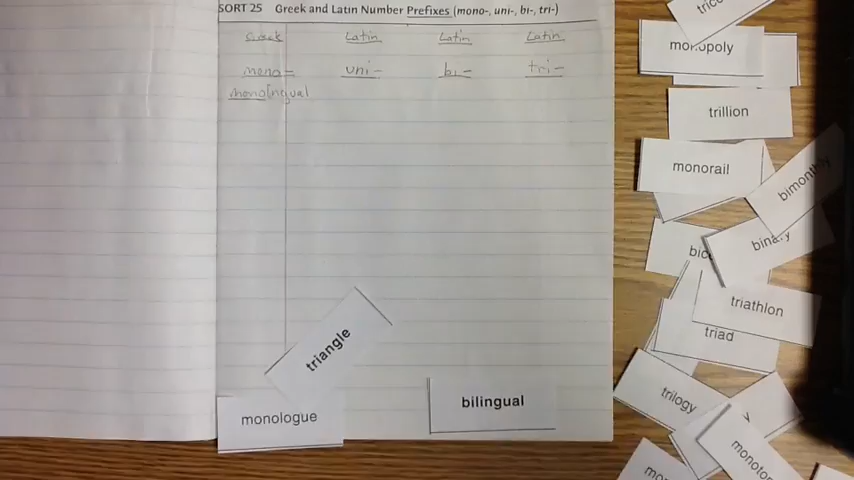 SORT 25 Greek and Latin Number Prefixes (mono-, uni-, bi-, tri-)
Greek Latin Latin Latin
mono- uni- bi- tri-
monolingual
triangle
monologue
bilingual
monopoly
trillion
monorail
bimonthly
binary
triathlon
triad
trilogy